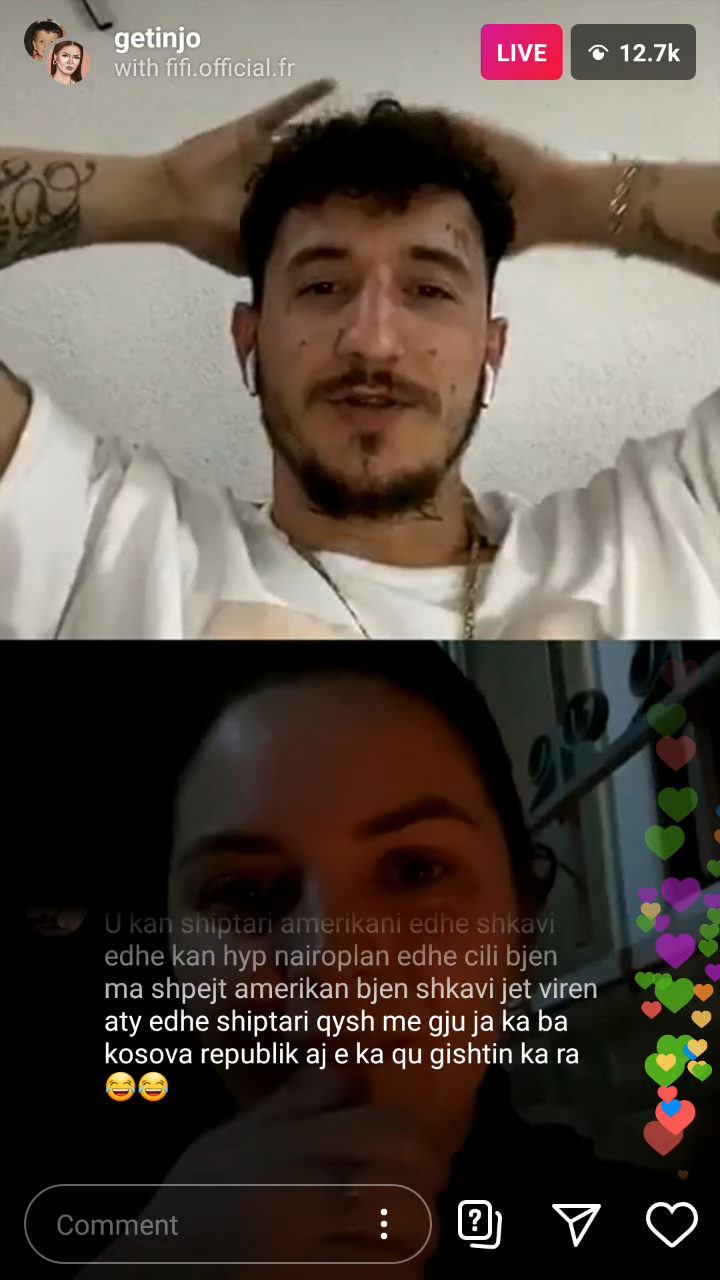 getinjo
with fifi.official.fr
LIVE
12.7k
U kan shiptari amerikani edhe shkavi
edhe kan hyp nairoplan edhe cili bjen
ma shpejt amerikan bjen shkavi jet viren
aty edhe shiptari qysh me gju ja ka ba
kosova republik aj e ka qu gishtin ka ra
😂😂
Comment